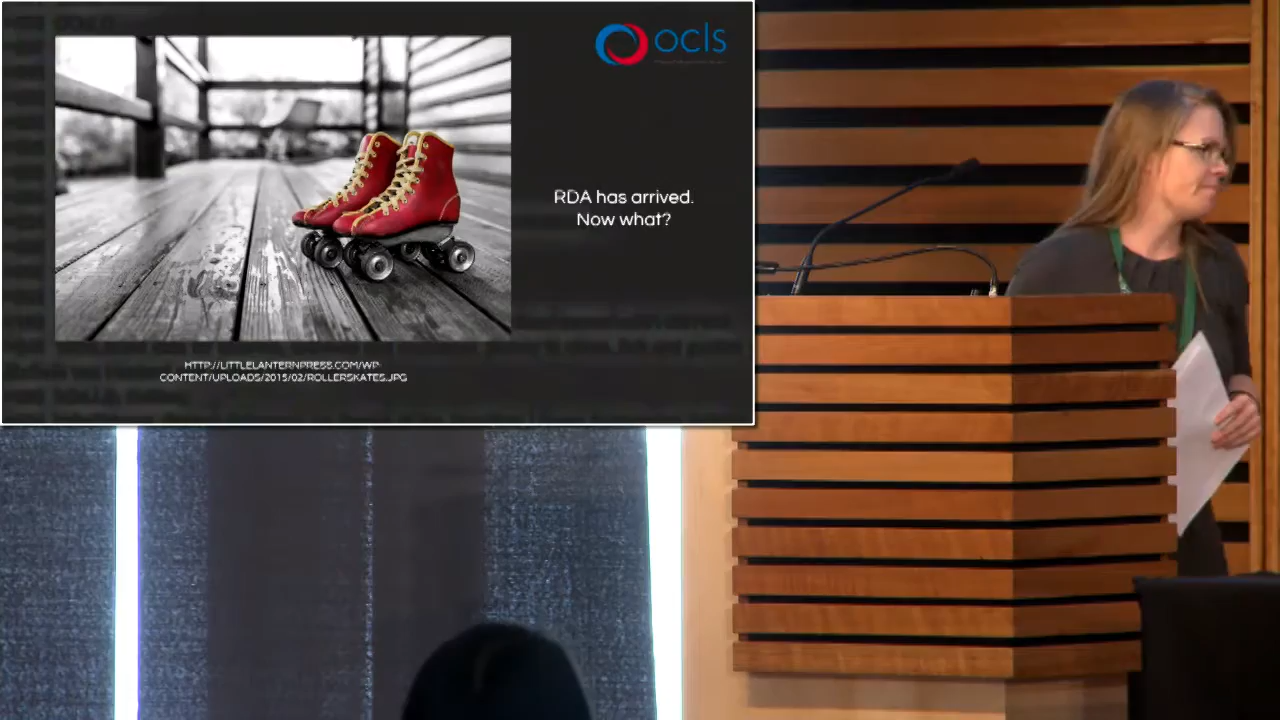 ocls
RDA has arrived.
Now what?
HTTP://LITTLELANTERNPRESS.COM/WP-
CONTENT/UPLOADS/2015/02/ROLLERSKATES.JPG